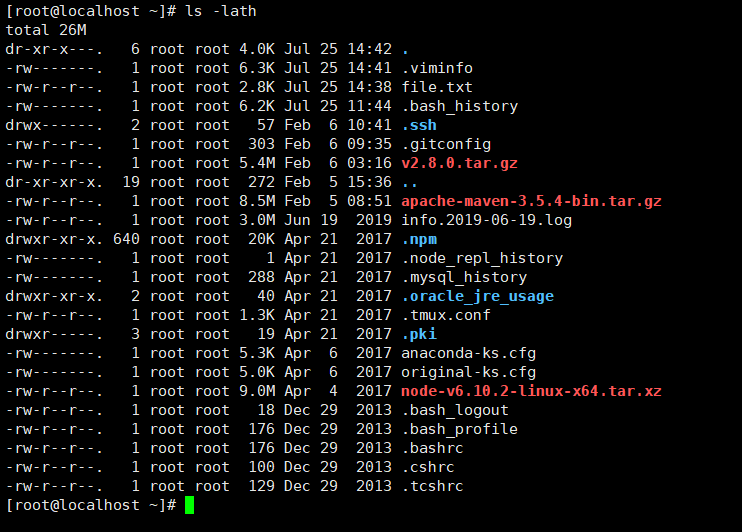 [root@localhost ~]# ls -lath
total 26M
dr-xr-x---.   6 root root 4.0K Jul 25 14:42 .
-rw-------.   1 root root 6.3K Jul 25 14:41 .viminfo
-rw-r--r--.   1 root root 2.8K Jul 25 14:38 file.txt
-rw-------.   1 root root 6.2K Jul 25 11:44 .bash_history
drwx------.   2 root root   57 Feb  6 10:41 .ssh
-rw-r--r--.   1 root root  303 Feb  6 09:35 .gitconfig
-rw-r--r--.   1 root root 5.4M Feb  6 03:16 v2.8.0.tar.gz
dr-xr-xr-x.  19 root root  272 Feb  5 15:36 ..
-rw-r--r--.   1 root root 8.5M Feb  5 08:51 apache-maven-3.5.4-bin.tar.gz
-rw-r--r--.   1 root root 3.0M Jun 19  2019 info.2019-06-19.log
drwxr-xr-x. 640 root root  20K Apr 21  2017 .npm
-rw-------.   1 root root    1 Apr 21  2017 .node_repl_history
-rw-------.   1 root root  288 Apr 21  2017 .mysql_history
drwxr-xr-x.   2 root root   40 Apr 21  2017 .oracle_jre_usage
-rw-r--r--.   1 root root 1.3K Apr 21  2017 .tmux.conf
drwxr-----.   3 root root   19 Apr 21  2017 .pki
-rw-------.   1 root root 5.3K Apr  6  2017 anaconda-ks.cfg
-rw-------.   1 root root 5.0K Apr  6  2017 original-ks.cfg
-rw-r--r--.   1 root root 9.0M Apr  4  2017 node-v6.10.2-linux-x64.tar.xz
-rw-r--r--.   1 root root   18 Dec 29  2013 .bash_logout
-rw-r--r--.   1 root root  176 Dec 29  2013 .bash_profile
-rw-r--r--.   1 root root  176 Dec 29  2013 .bashrc
-rw-r--r--.   1 root root  100 Dec 29  2013 .cshrc
-rw-r--r--.   1 root root  129 Dec 29  2013 .tcshrc
[root@localhost ~]#